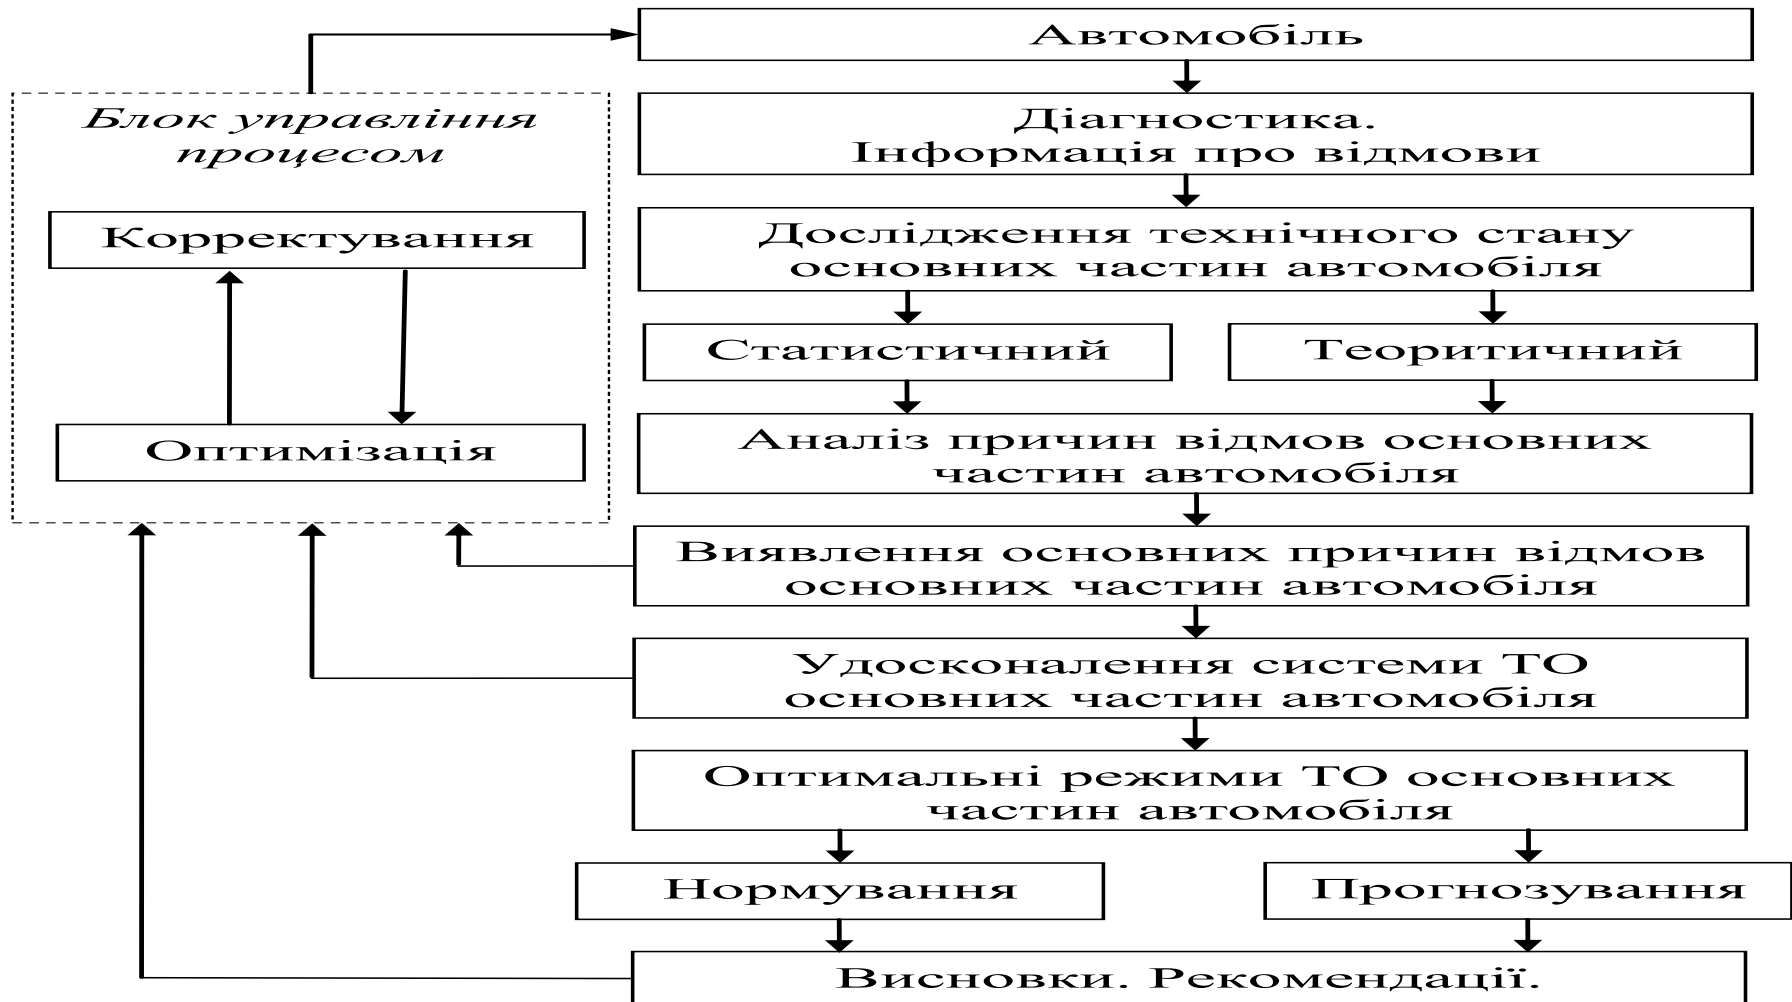 Автомобіль
Блок управління
процесом
Діагностика.
Інформація про відмови
Корректування
Дослідження технічного стану
основних частин автомобіля
Статистичний
Теоритичний
Оптимізація
Аналіз причин відмов основних
частин автомобіля
Виявлення основних причин відмов
основних частин автомобіля
Удосконалення системи ТО
основних частин автомобіля
Оптимальні режими ТО основних
частин автомобіля
Нормування
Прогнозування
Висновки. Рекомендації.